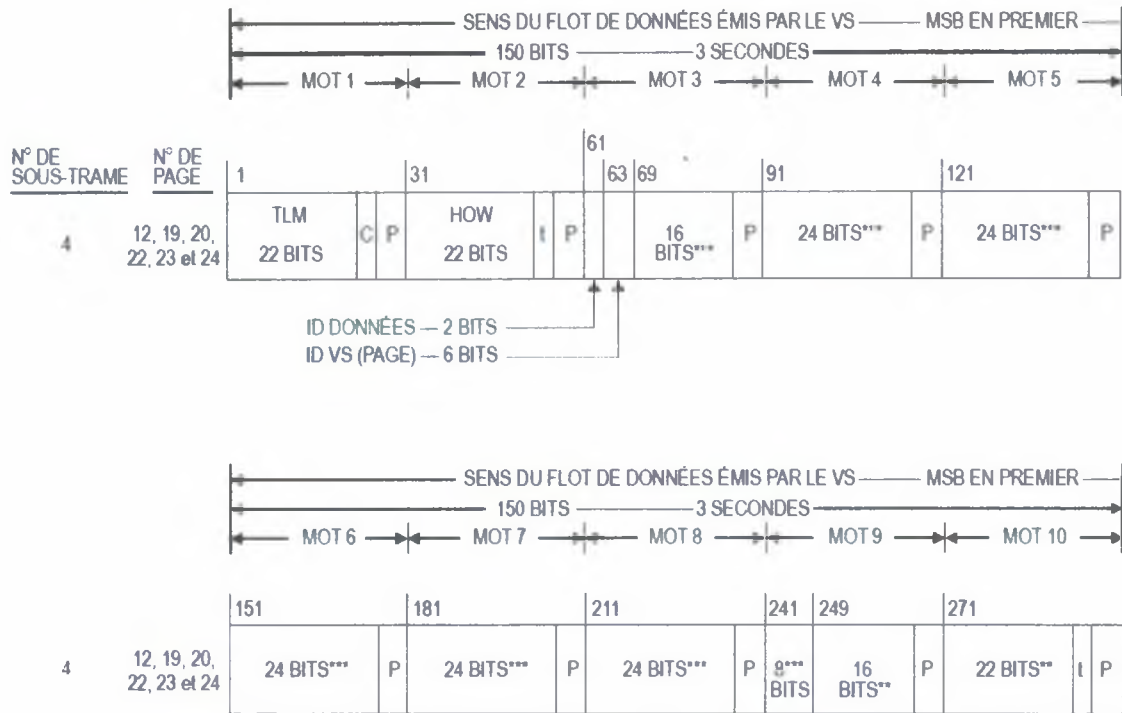 SENS DU FLOT DE DONNÉES ÉMIS PAR LE VS MSB EN PREMIER
150 BITS 3 SECONDES
MOT 1 MOT 2 MOT 3 MOT 4 MOT 5
N° DE SOUS-TRAME
N° DE PAGE
1 31 61 63 69 91 121
4
12, 19, 20, 22, 23 et 24
TLM 22 BITS C P
HOW 22 BITS t P
16 BITS*** P
24 BITS*** P
24 BITS*** P
ID DONNÉES — 2 BITS
ID VS (PAGE) — 6 BITS
SENS DU FLOT DE DONNÉES ÉMIS PAR LE VS MSB EN PREMIER
150 BITS 3 SECONDES
MOT 6 MOT 7 MOT 8 MOT 9 MOT 10
151 181 211 241 249 271
4
12, 19, 20, 22, 23 et 24
24 BITS*** P
24 BITS*** P
24 BITS*** P
8*** BITS
16 BITS** P
22 BITS** t P